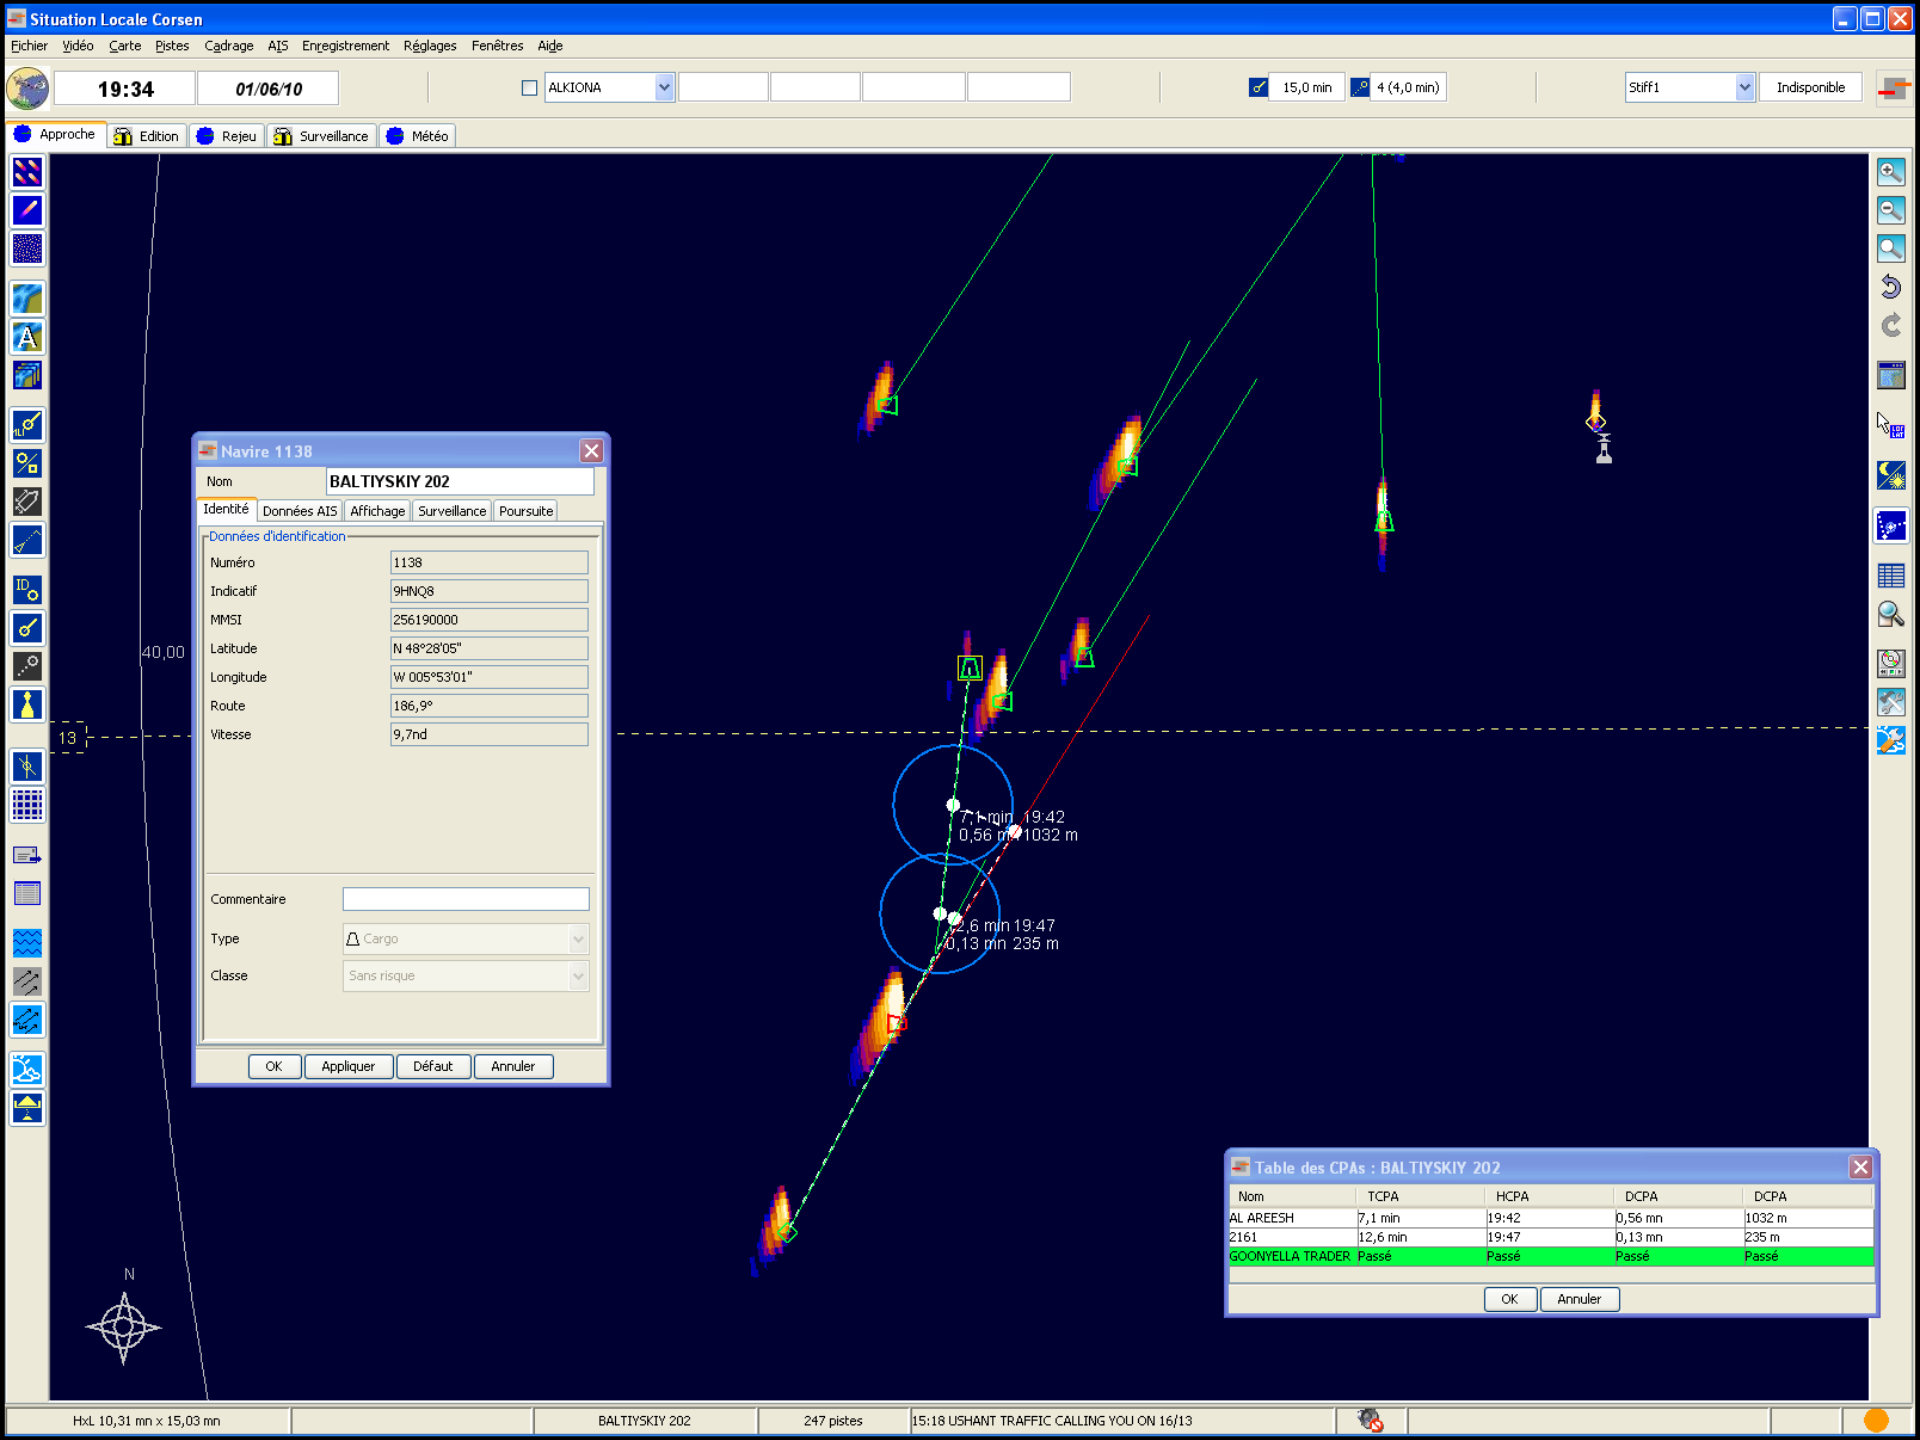 Situation Locale Corsen
Fichier Vidéo Carte Pistes Cadrage AIS Enregistrement Réglages Fenêtres Aide
19:34 01/06/10 ALKIONA 15,0 min 4 (4,0 min) Stiff1 Indisponible
Approche Edition Rejeu Surveillance Météo
40,00
13
Navire 1138
Nom BALTIYSKIY 202
Identité Données AIS Affichage Surveillance Poursuite
Données d'identification
Numéro 1138
Indicatif 9HNQ8
MMSI 256190000
Latitude N 48°28'05"
Longitude W 005°53'01"
Route 186,9°
Vitesse 9,7nd
Commentaire
Type Cargo
Classe Sans risque
OK Appliquer Défaut Annuler
7,1 min 19:42
0,56 mn 1032 m
2,6 min 19:47
0,13 mn 235 m
Table des CPAs : BALTIYSKIY 202
Nom TCPA HCPA DCPA DCPA
AL AREESH 7,1 min 19:42 0,56 mn 1032 m
2161 12,6 min 19:47 0,13 mn 235 m
GOONYELLA TRADER Passé Passé Passé Passé
OK Annuler
N
HxL 10,31 mn x 15,03 mn BALTIYSKIY 202 247 pistes 15:18 USHANT TRAFFIC CALLING YOU ON 16/13